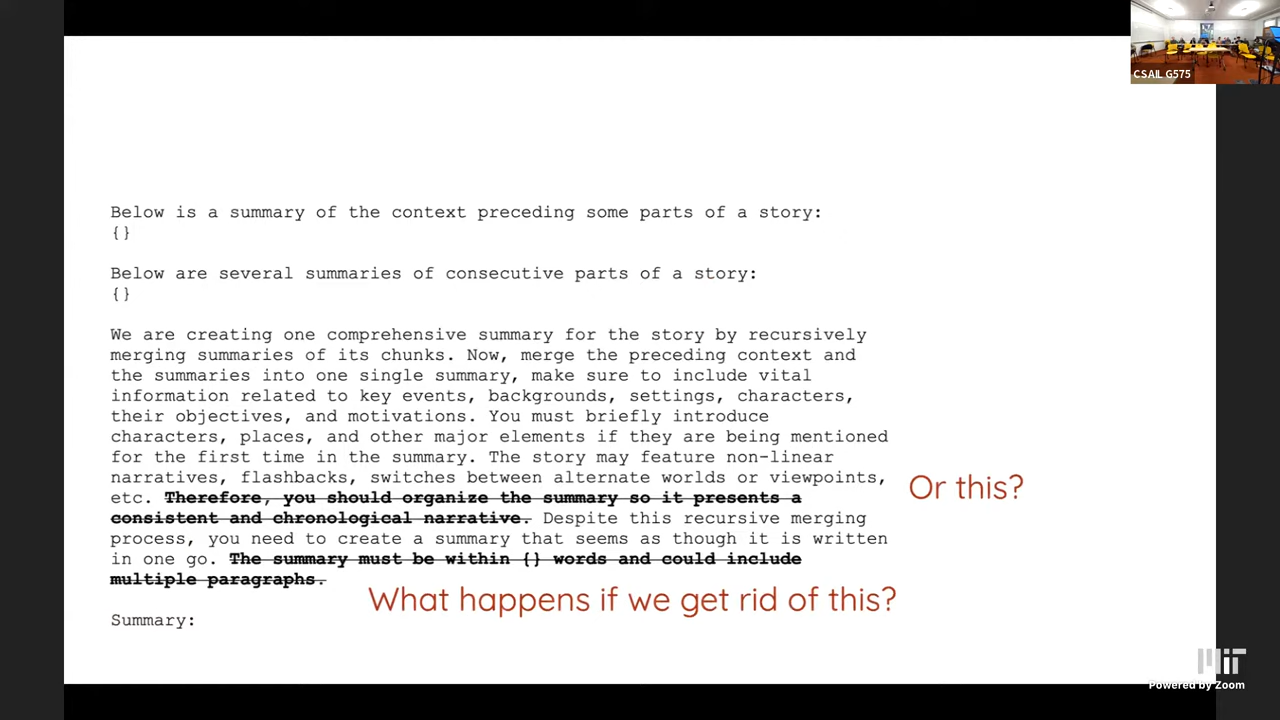 CSAIL G575
Below is a summary of the context preceding some parts of a story:
{}
Below are several summaries of consecutive parts of a story:
{}
We are creating one comprehensive summary for the story by recursively
merging summaries of its chunks. Now, merge the preceding context and
the summaries into one single summary, make sure to include vital
information related to key events, backgrounds, settings, characters,
their objectives, and motivations. You must briefly introduce
characters, places, and other major elements if they are being mentioned
for the first time in the summary. The story may feature non-linear
narratives, flashbacks, switches between alternate worlds or viewpoints,
etc. Therefore, you should organize the summary so it presents a
Or this?
consistent and chronological narrative. Despite this recursive merging
process, you need to create a summary that seems as though it is written
in one go. The summary must be within {} words and could include
multiple paragraphs.
What happens if we get rid of this?
Summary:
MIT
Powered by Zoom